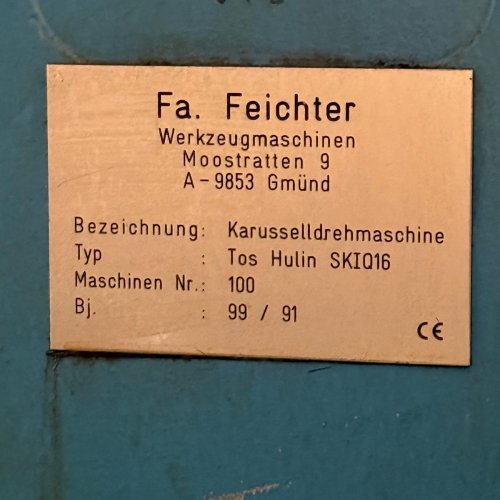 Fa. Feichter
Werkzeugmaschinen
Moostratten 9
A-9853 Gmünd
Bezeichnung: Karusselldrehmaschine
Typ : Tos Hulin SKIQ16
Maschinen Nr.: 100
Bj. : 99 / 91
CE